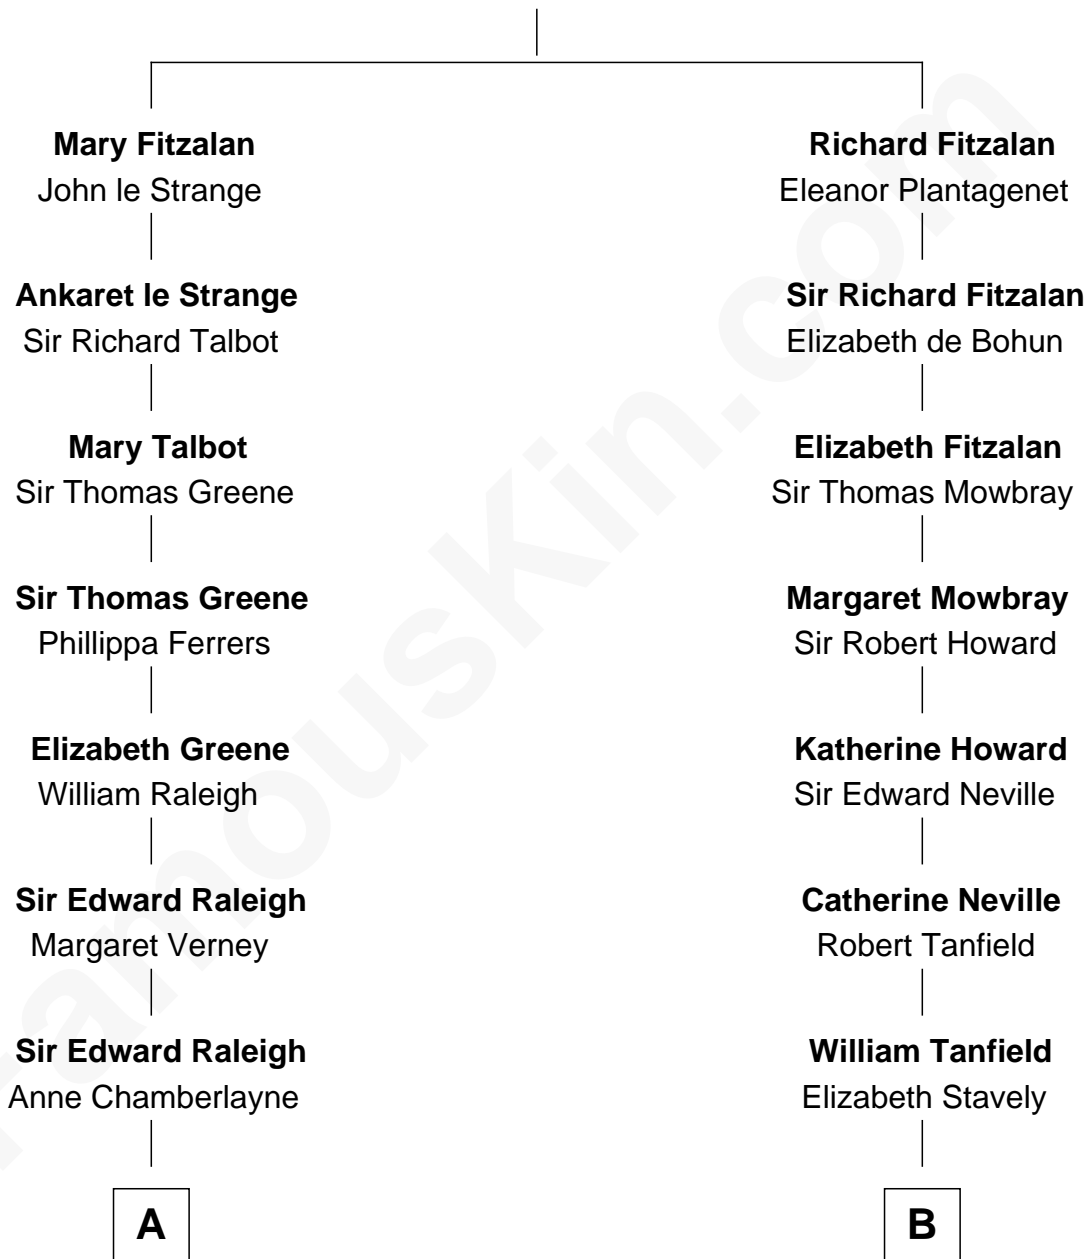 Mary Fitzalan
John le Strange
Richard Fitzalan
Eleanor Plantagenet
Ankaret le Strange
Sir Richard Talbot
Sir Richard Fitzalan
Elizabeth de Bohun
Mary Talbot
Sir Thomas Greene
Elizabeth Fitzalan
Sir Thomas Mowbray
Sir Thomas Greene
Phillippa Ferrers
Margaret Mowbray
Sir Robert Howard
Elizabeth Greene
William Raleigh
Katherine Howard
Sir Edward Neville
Sir Edward Raleigh
Margaret Verney
Catherine Neville
Robert Tanfield
Sir Edward Raleigh
Anne Chamberlayne
William Tanfield
Elizabeth Stavely
A
B
FamousKin.com